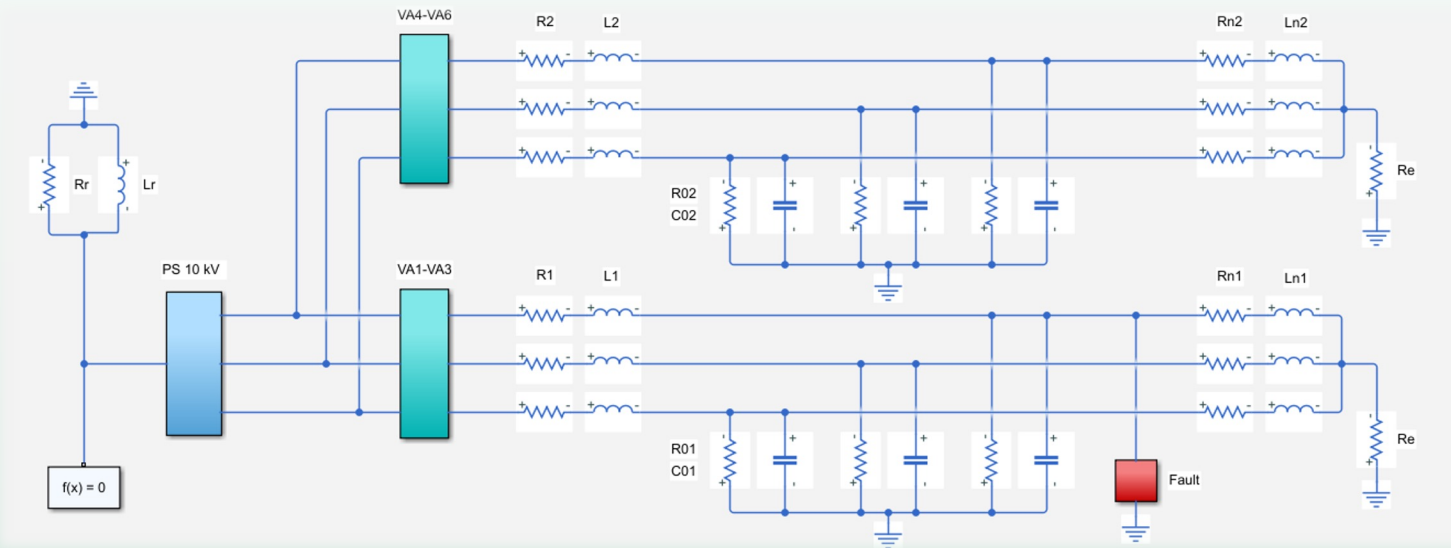 VA4-VA6
R2
L2
Rn2
Ln2
Rr
Lr
R02
C02
Re
PS 10 kV
VA1-VA3
R1
L1
Rn1
Ln1
R01
C01
Re
Fault
f(x) = 0